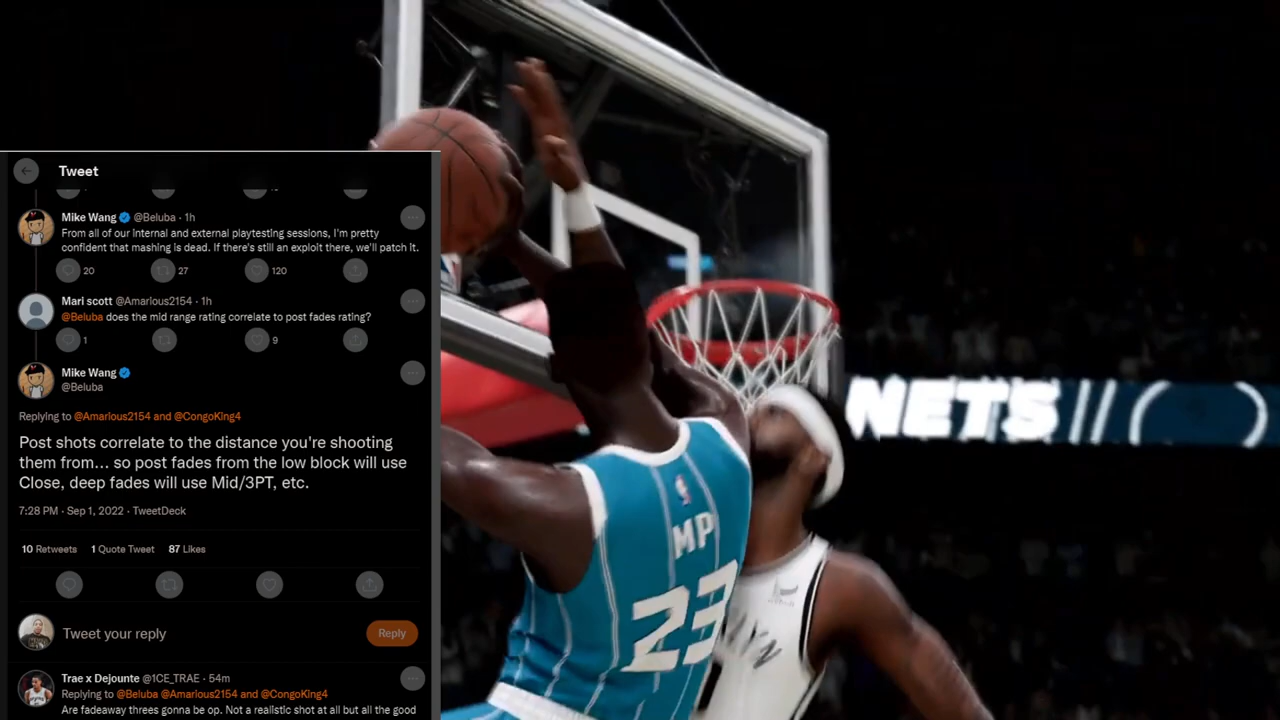 Tweet
Mike Wang @Beluba · 1h
From all of our internal and external playtesting sessions, I'm pretty
confident that mashing is dead. If there's still an exploit there, we'll patch it.
20 27 120
Mari scott @Amarlous2154 · 1h
@Beluba does the mid range rating correlate to post fades rating?
1 9
Mike Wang
@Beluba
Replying to @Amarlous2154 and @CongoKing4
Post shots correlate to the distance you're shooting
them from... so post fades from the low block will use
Close, deep fades will use Mid/3PT, etc.
7:28 PM · Sep 1, 2022 · TweetDeck
10 Retweets 1 Quote Tweet 87 Likes
Tweet your reply
Reply
Trae x Dejounte @1CE_TRAE · 54m
Replying to @Beluba @Amarlous2154 and @CongoKing4
Are fadeaway threes gonna be op. Not a realistic shot at all but all the good
NETS //
MP
23